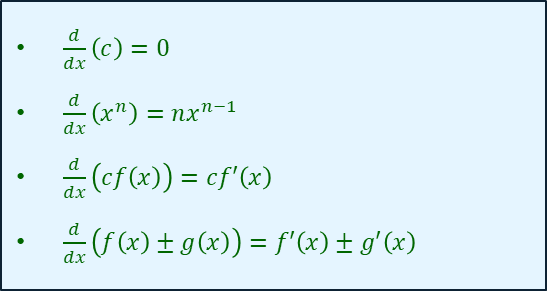 • d/dx (c) = 0
• d/dx (xⁿ) = nxⁿ⁻¹
• d/dx (cf(x)) = cf′(x)
• d/dx (f(x) ± g(x)) = f′(x) ± g′(x)